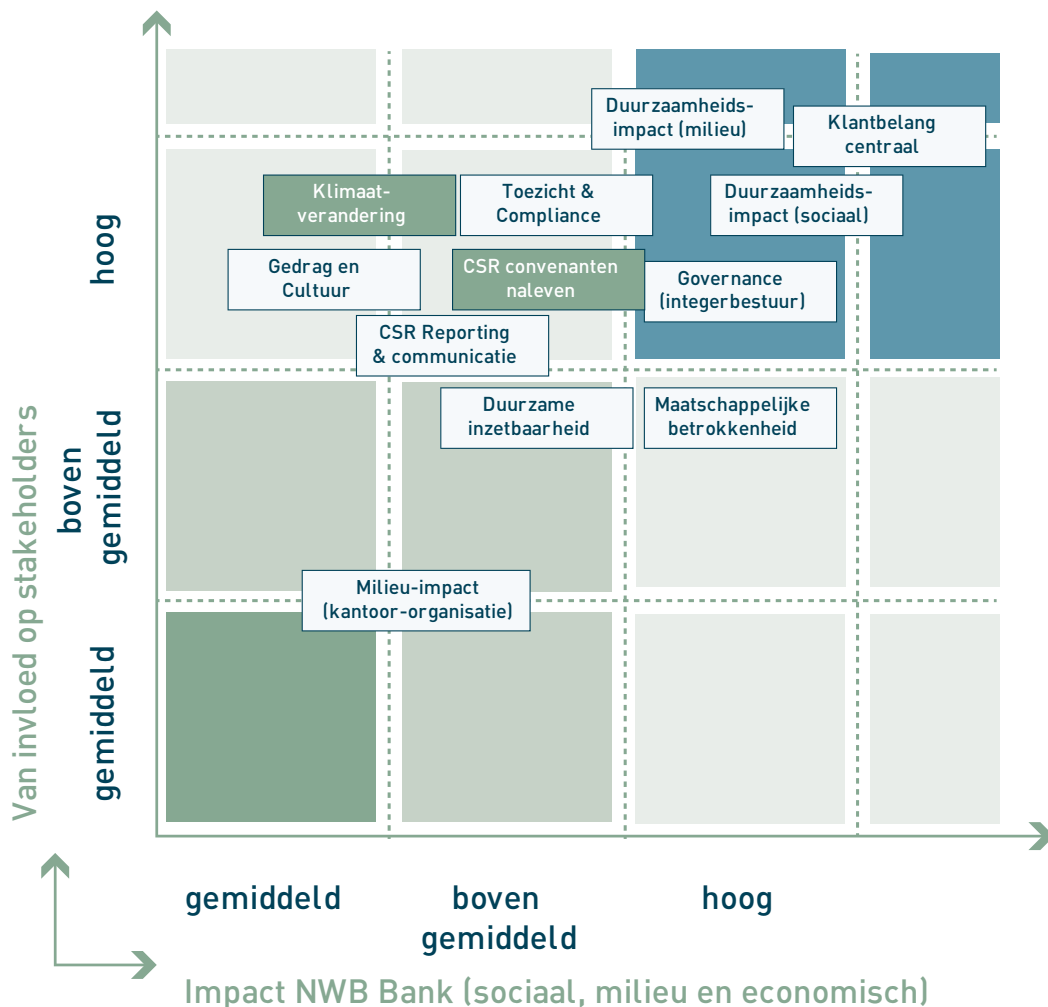 Duurzaamheids-
impact (milieu)
Klantbelang
centraal
Klimaat-
verandering
Toezicht &
Compliance
Duurzaamheids-
impact (sociaal)
Gedrag en
Cultuur
CSR convenanten
naleven
Governance
(integerbestuur)
CSR Reporting
& communicatie
Duurzame
inzetbaarheid
Maatschappelijke
betrokkenheid
Milieu-impact
(kantoor-organisatie)
Van invloed op stakeholders
hoog
boven
gemiddeld
gemiddeld
gemiddeld
boven
gemiddeld
hoog
Impact NWB Bank (sociaal, milieu en economisch)